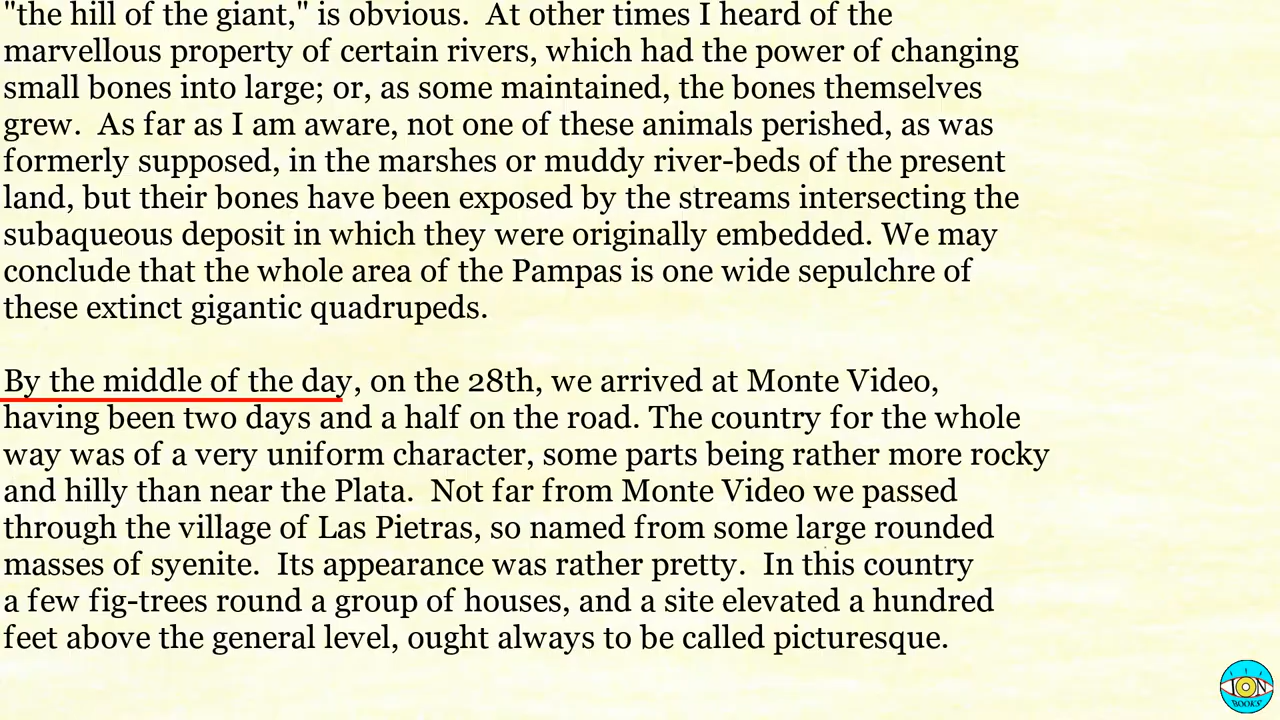 "the hill of the giant," is obvious.  At other times I heard of the
marvellous property of certain rivers, which had the power of changing
small bones into large; or, as some maintained, the bones themselves
grew.  As far as I am aware, not one of these animals perished, as was
formerly supposed, in the marshes or muddy river-beds of the present
land, but their bones have been exposed by the streams intersecting the
subaqueous deposit in which they were originally embedded. We may
conclude that the whole area of the Pampas is one wide sepulchre of
these extinct gigantic quadrupeds.
By the middle of the day, on the 28th, we arrived at Monte Video,
having been two days and a half on the road. The country for the whole
way was of a very uniform character, some parts being rather more rocky
and hilly than near the Plata.  Not far from Monte Video we passed
through the village of Las Pietras, so named from some large rounded
masses of syenite.  Its appearance was rather pretty.  In this country
a few fig-trees round a group of houses, and a site elevated a hundred
feet above the general level, ought always to be called picturesque.
ION
BOOKS